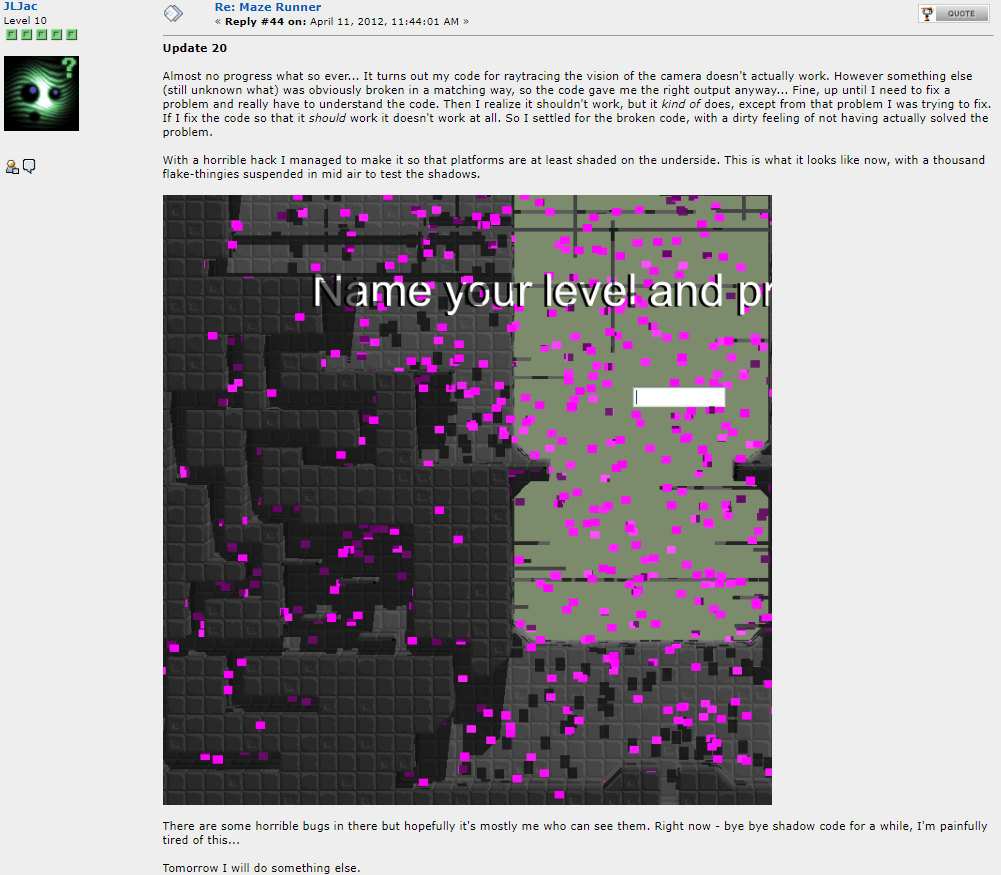 JLJac
Level 10
Re: Maze Runner
« Reply #44 on: April 11, 2012, 11:44:01 AM »
QUOTE
Update 20
Almost no progress what so ever... It turns out my code for raytracing the vision of the camera doesn't actually work. However something else
(still unknown what) was obviously broken in a matching way, so the code gave me the right output anyway... Fine, up until I need to fix a
problem and really have to understand the code. Then I realize it shouldn't work, but it kind of does, except from that problem I was trying to fix.
If I fix the code so that it should work it doesn't work at all. So I settled for the broken code, with a dirty feeling of not having actually solved the
problem.
With a horrible hack I managed to make it so that platforms are at least shaded on the underside. This is what it looks like now, with a thousand
flake-thingies suspended in mid air to test the shadows.
Name your level and pr
There are some horrible bugs in there but hopefully it's mostly me who can see them. Right now - bye bye shadow code for a while, I'm painfully
tired of this...
Tomorrow I will do something else.